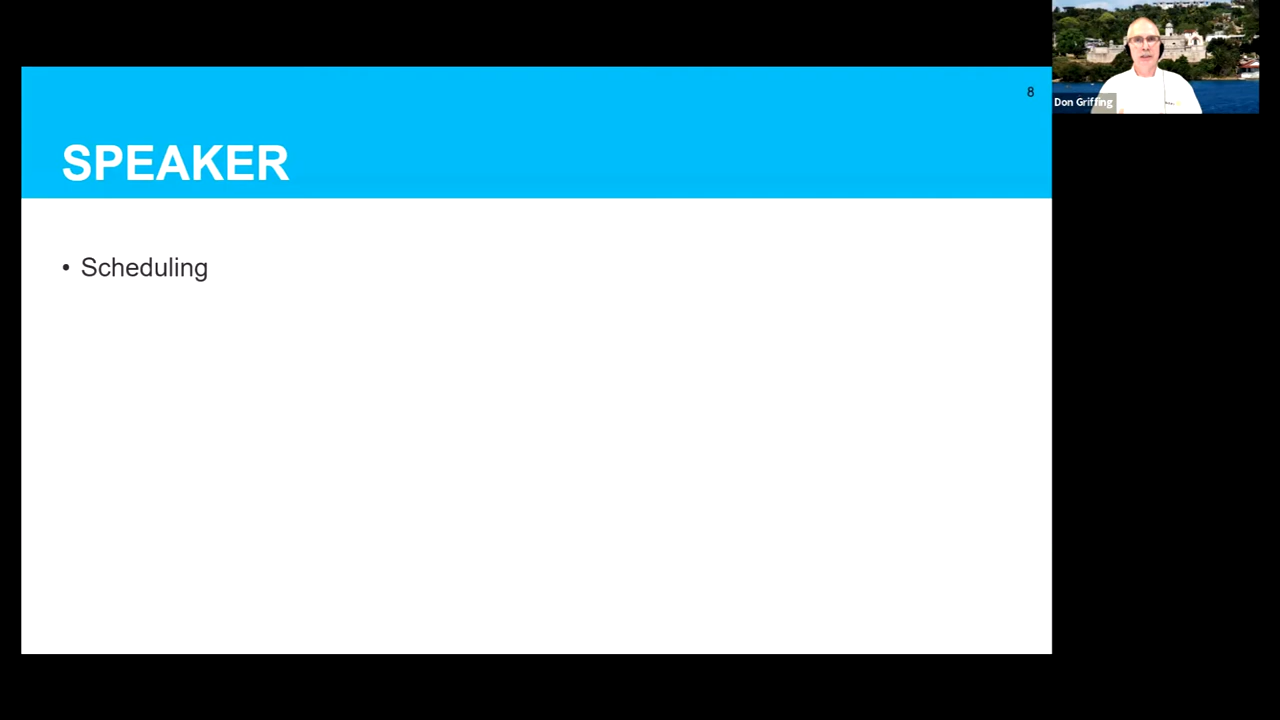 8
SPEAKER
• Scheduling
Don Griffing